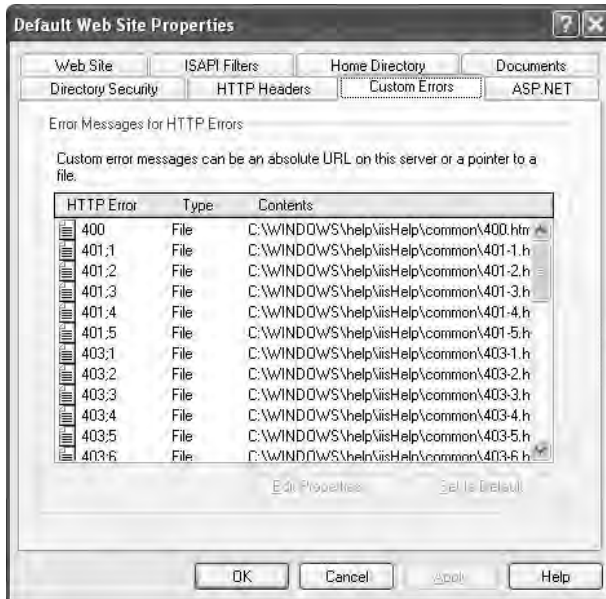 Default Web Site Properties
Web Site ISAPI Filters Home Directory Documents
Directory Security HTTP Headers Custom Errors ASP.NET
Error Messages for HTTP Errors
Custom error messages can be an absolute URL on this server or a pointer to a
file.
HTTP Error Type Contents
400 File C:\WINDOWS\help\iisHelp\common\400.htm
401;1 File C:\WINDOWS\help\iisHelp\common\401-1.h
401;2 File C:\WINDOWS\help\iisHelp\common\401-2.h
401;3 File C:\WINDOWS\help\iisHelp\common\401-3.h
401;4 File C:\WINDOWS\help\iisHelp\common\401-4.h
401;5 File C:\WINDOWS\help\iisHelp\common\401-5.h
403;1 File C:\WINDOWS\help\iisHelp\common\403-1.h
403;2 File C:\WINDOWS\help\iisHelp\common\403-2.h
403;3 File C:\WINDOWS\help\iisHelp\common\403-3.h
403;4 File C:\WINDOWS\help\iisHelp\common\403-4.h
403;5 File C:\WINDOWS\help\iisHelp\common\403-5.h
403;6 File C:\WINDOWS\help\iisHelp\common\403-6.h
Edit Properties Set to Default
OK Cancel Apply Help